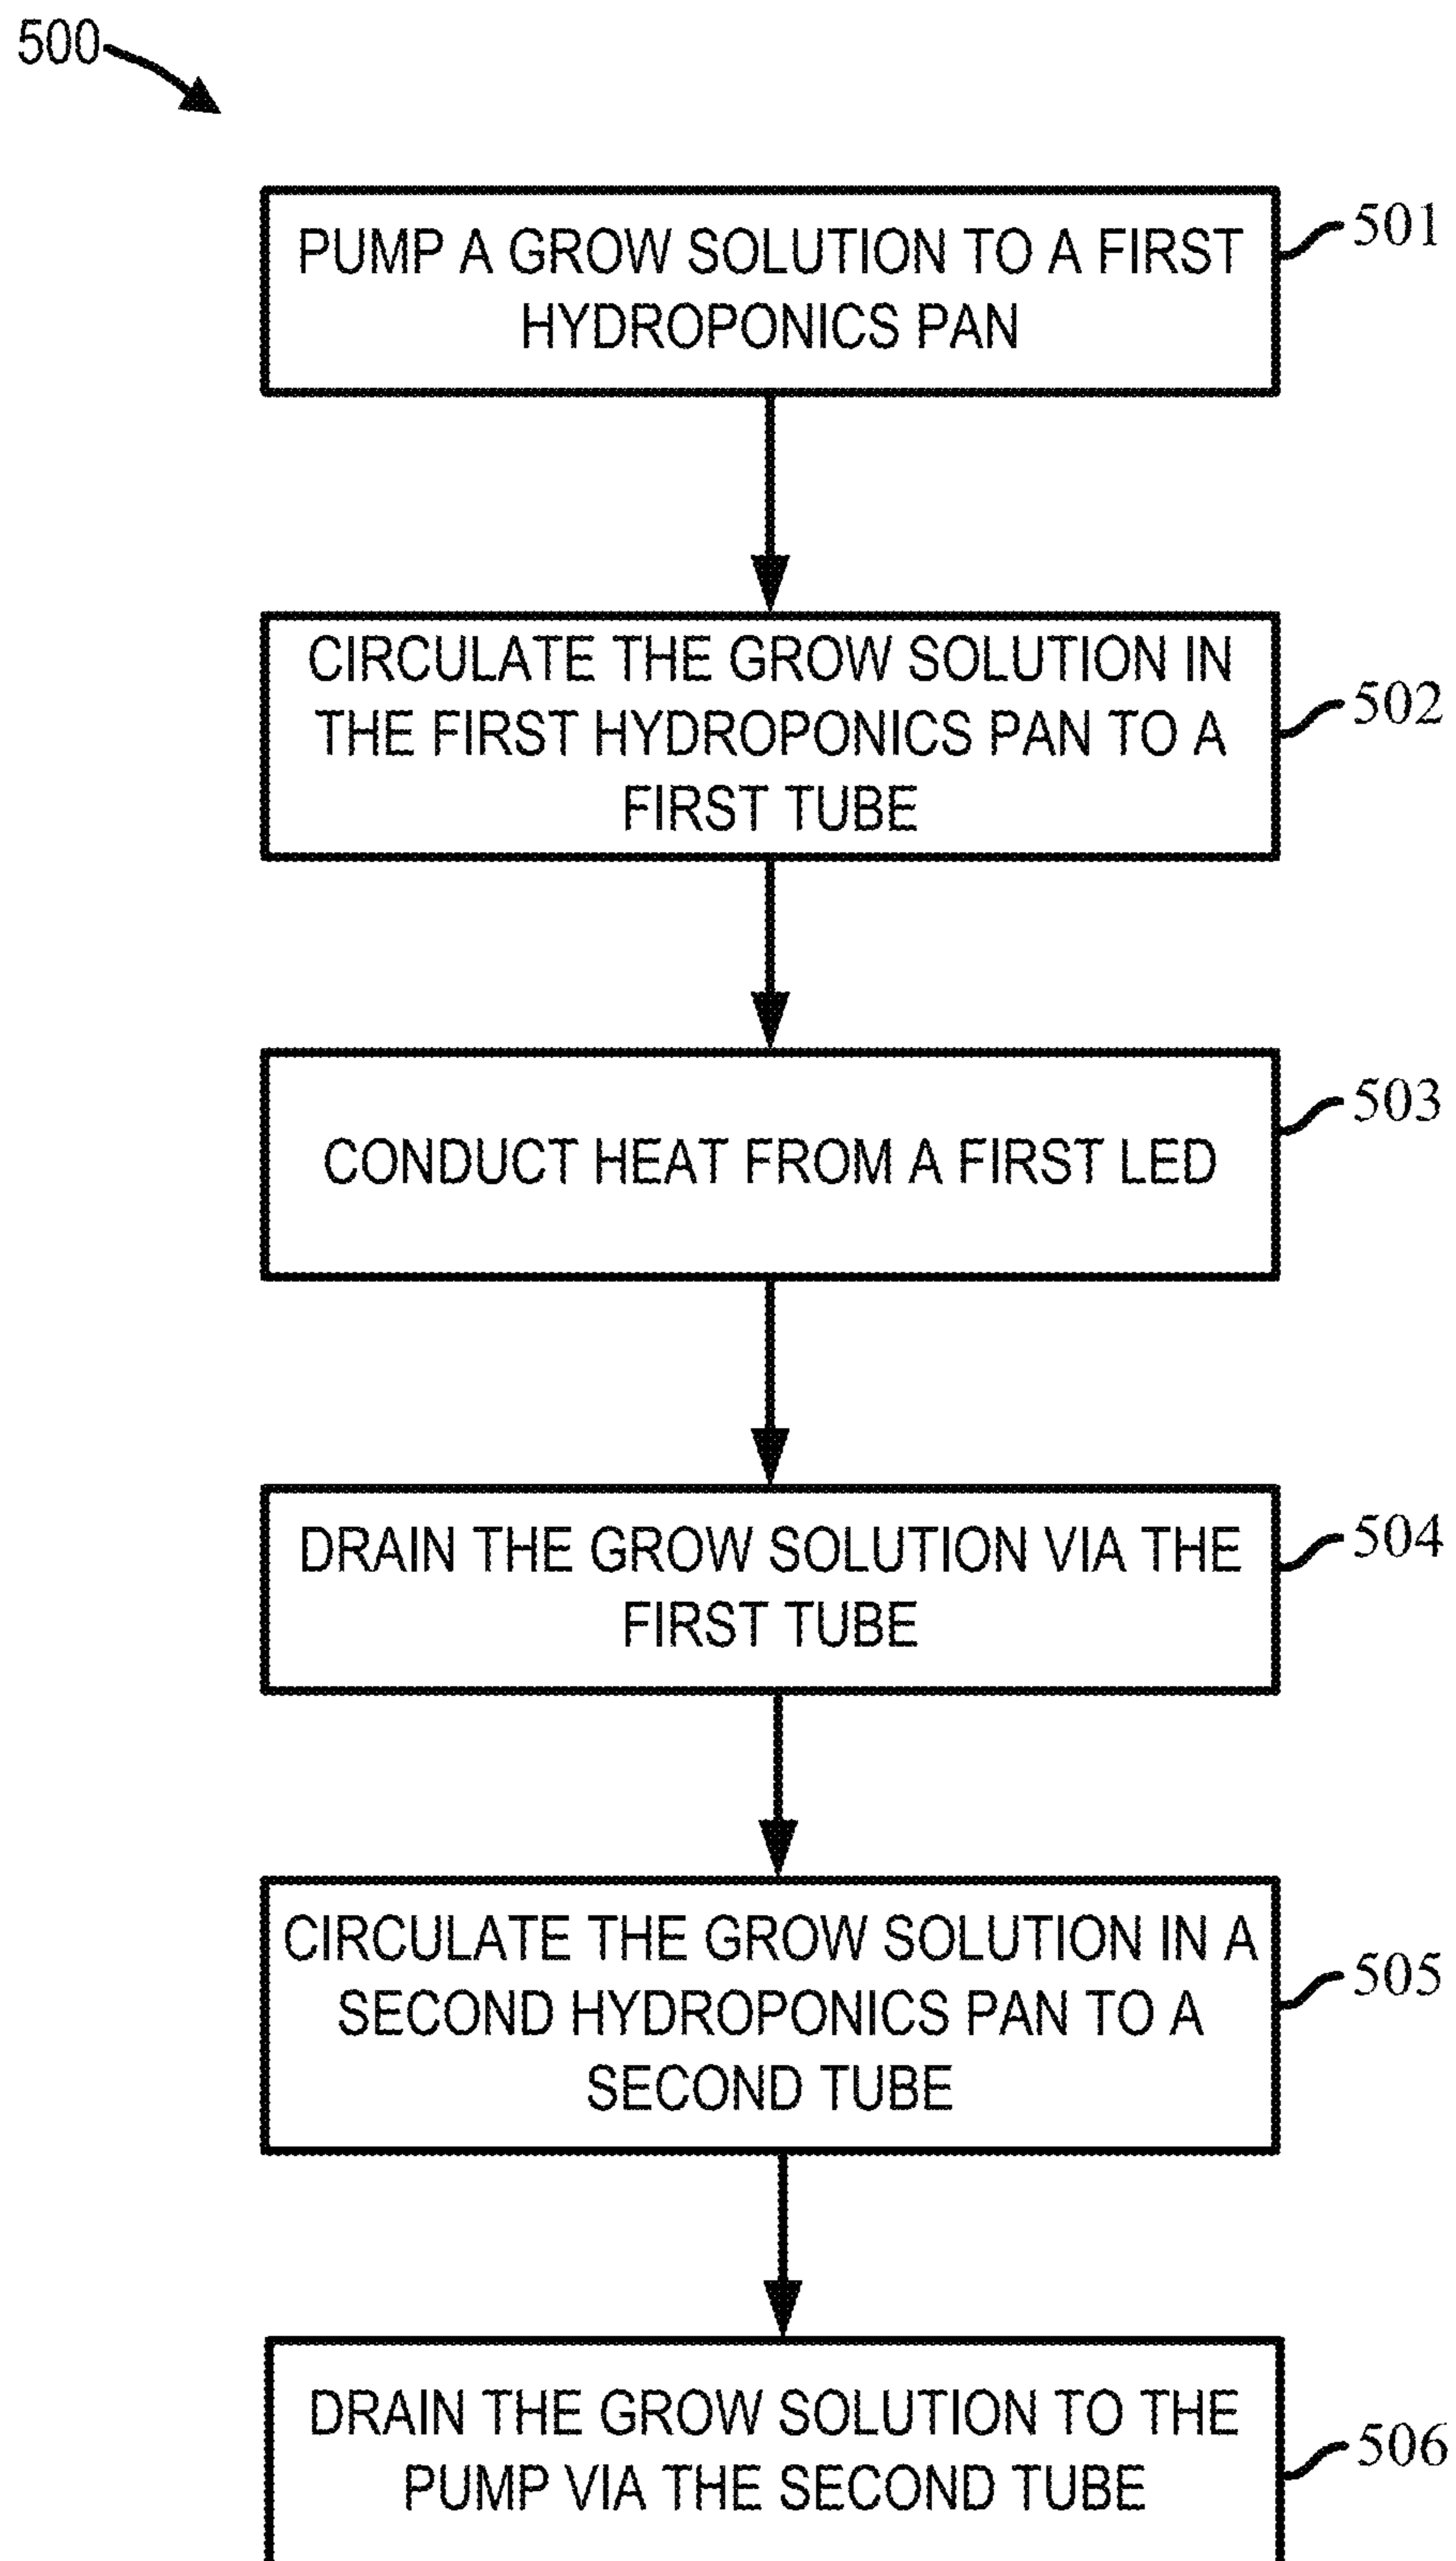 500
PUMP A GROW SOLUTION TO A FIRST
HYDROPONICS PAN
501
CIRCULATE THE GROW SOLUTION IN
THE FIRST HYDROPONICS PAN TO A
FIRST TUBE
502
CONDUCT HEAT FROM A FIRST LED
503
DRAIN THE GROW SOLUTION VIA THE
FIRST TUBE
504
CIRCULATE THE GROW SOLUTION IN A
SECOND HYDROPONICS PAN TO A
SECOND TUBE
505
DRAIN THE GROW SOLUTION TO THE
PUMP VIA THE SECOND TUBE
506